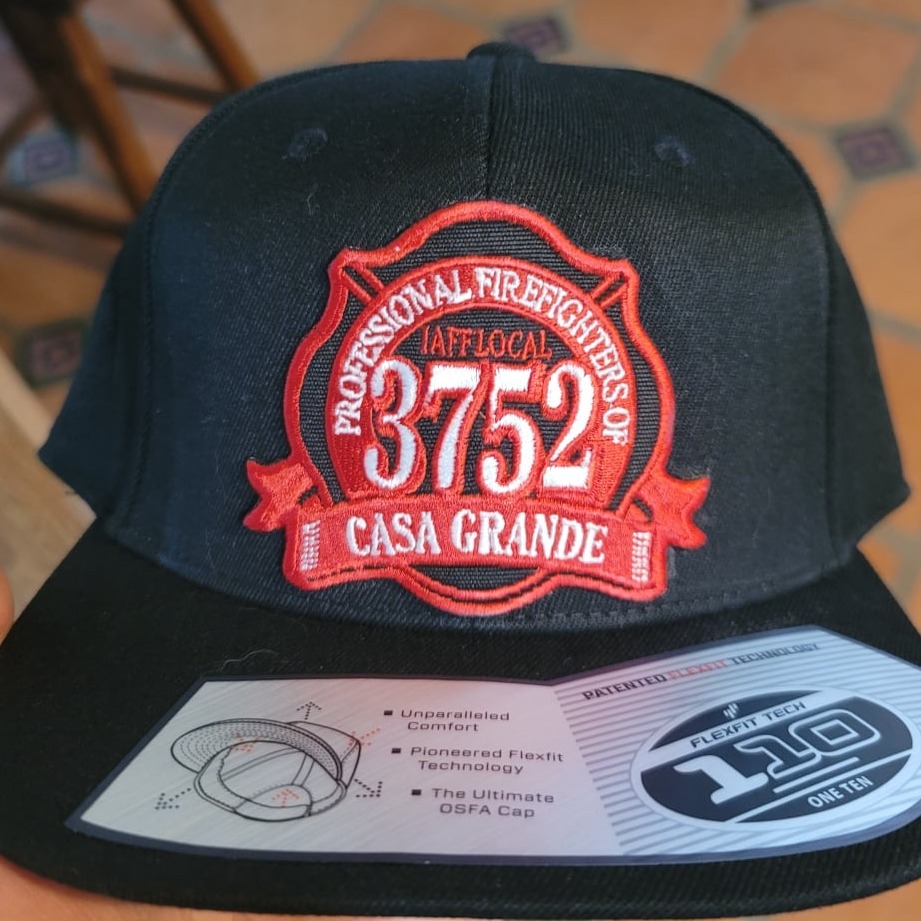 PROFESSIONAL FIREFIGHTERS OF
IAFF LOCAL
3752
CASA GRANDE
Unparalleled
Comfort
Pioneered Flexfit
Technology
The Ultimate
OSFA Cap
PATENTED FLEXFIT TECHNOLOGY
FLEXFIT TECH
110
ONE TEN